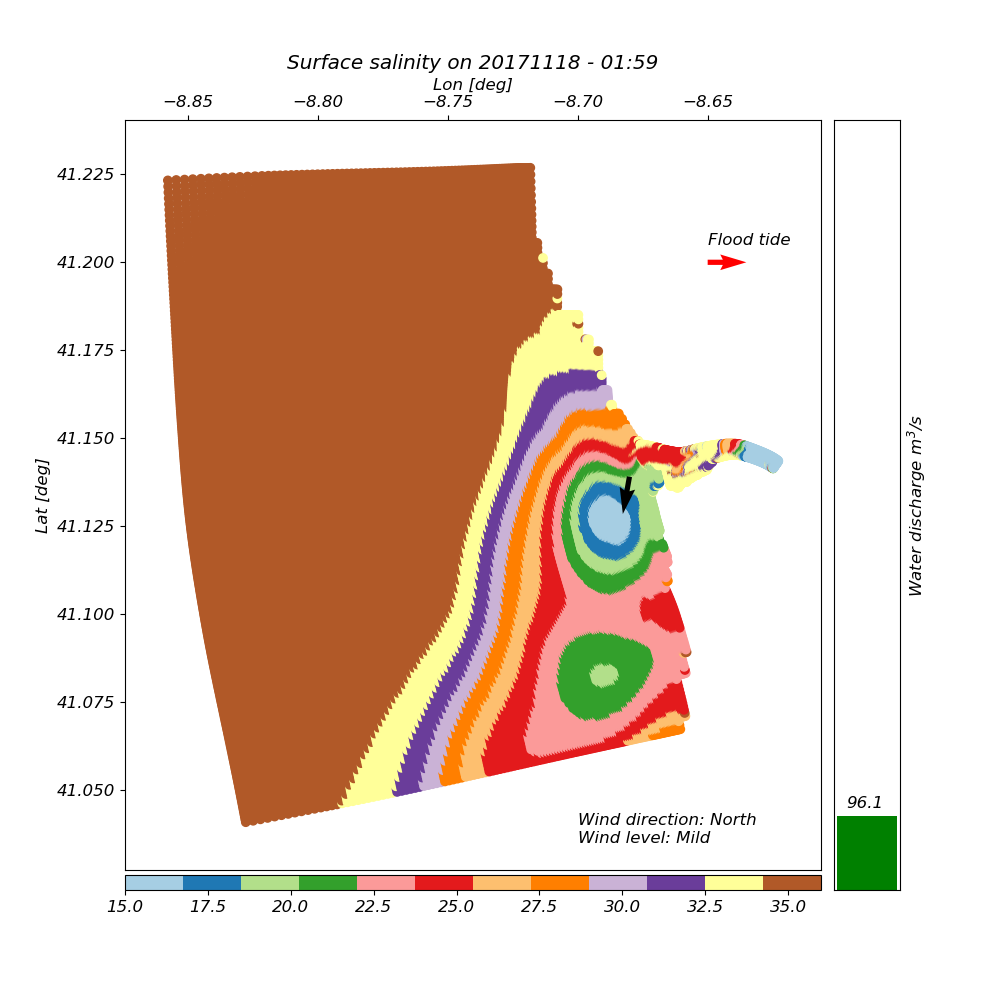 Surface salinity on 20171118 - 01:59
Lon [deg]
−8.85 −8.80 −8.75 −8.70 −8.65
41.225
41.200
41.175
41.150
41.125
41.100
41.075
41.050
Lat [deg]
Flood tide
Wind direction: North
Wind level: Mild
96.1
Water discharge m³/s
15.0 17.5 20.0 22.5 25.0 27.5 30.0 32.5 35.0